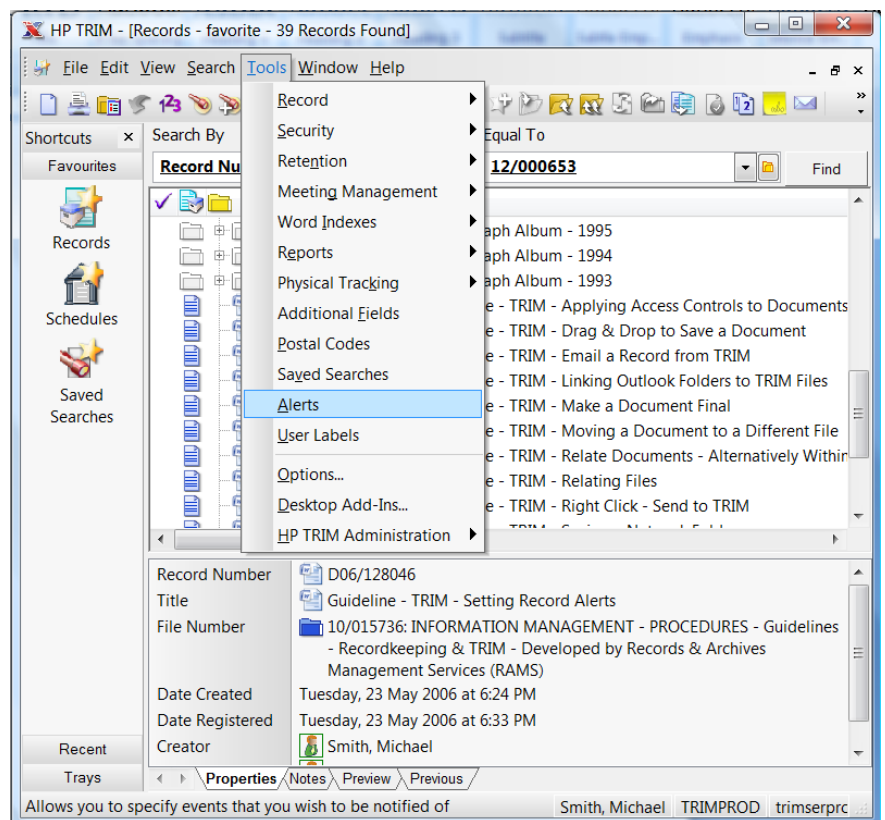 HP TRIM - [Records - favorite - 39 Records Found]
File Edit View Search Tools Window Help
Shortcuts
Search By
Equal To
Favourites
Record Nu
12/000653
Find
Records
Schedules
Saved Searches
Record
Security
Retention
Meeting Management
Word Indexes
Reports
Physical Tracking
Additional Fields
Postal Codes
Saved Searches
Alerts
User Labels
Options...
Desktop Add-Ins...
HP TRIM Administration
aph Album - 1995
aph Album - 1994
aph Album - 1993
e - TRIM - Applying Access Controls to Documents
e - TRIM - Drag & Drop to Save a Document
e - TRIM - Email a Record from TRIM
e - TRIM - Linking Outlook Folders to TRIM Files
e - TRIM - Make a Document Final
e - TRIM - Moving a Document to a Different File
e - TRIM - Relate Documents - Alternatively Within
e - TRIM - Relating Files
e - TRIM - Right Click - Send to TRIM
Record Number D06/128046
Title Guideline - TRIM - Setting Record Alerts
File Number 10/015736: INFORMATION MANAGEMENT - PROCEDURES - Guidelines
- Recordkeeping & TRIM - Developed by Records & Archives
Management Services (RAMS)
Date Created Tuesday, 23 May 2006 at 6:24 PM
Date Registered Tuesday, 23 May 2006 at 6:33 PM
Creator Smith, Michael
Recent
Trays
Properties Notes Preview Previous
Allows you to specify events that you wish to be notified of
Smith, Michael TRIMPROD trimserprc